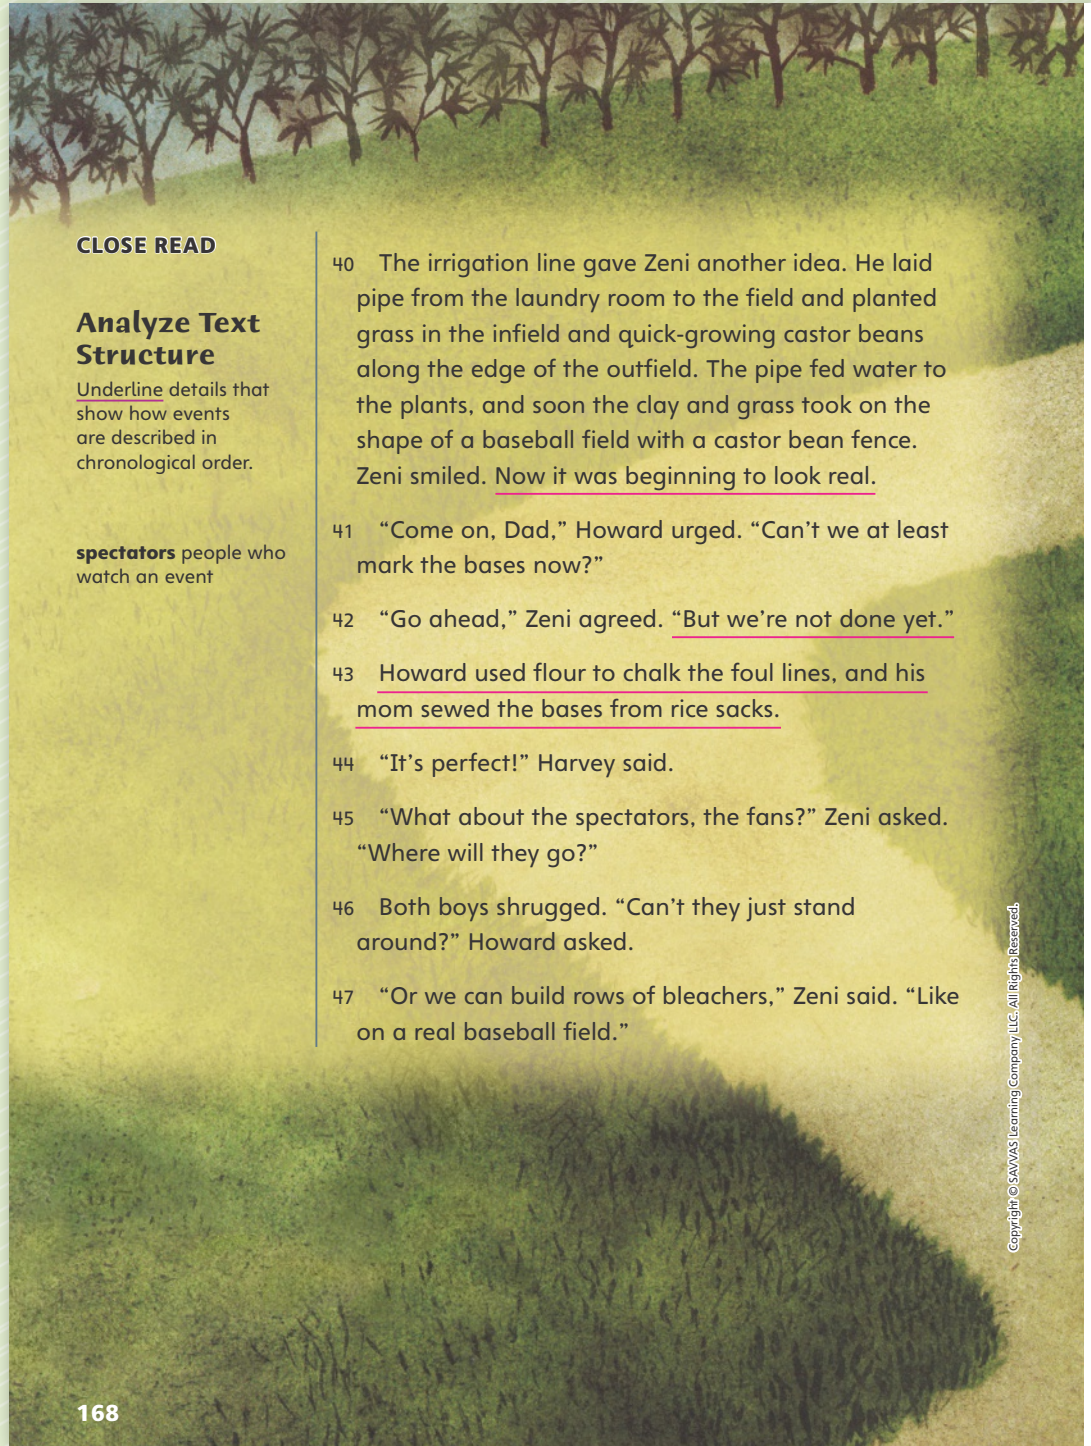 CLOSE READ
Analyze Text
Structure
Underline details that
show how events
are described in
chronological order.
spectators people who
watch an event
40 The irrigation line gave Zeni another idea. He laid
pipe from the laundry room to the field and planted
grass in the infield and quick-growing castor beans
along the edge of the outfield. The pipe fed water to
the plants, and soon the clay and grass took on the
shape of a baseball field with a castor bean fence.
Zeni smiled. Now it was beginning to look real.
41 “Come on, Dad,” Howard urged. “Can’t we at least
mark the bases now?”
42 “Go ahead,” Zeni agreed. “But we’re not done yet.”
43 Howard used flour to chalk the foul lines, and his
mom sewed the bases from rice sacks.
44 “It’s perfect!” Harvey said.
45 “What about the spectators, the fans?” Zeni asked.
“Where will they go?”
46 Both boys shrugged. “Can’t they just stand
around?” Howard asked.
47 “Or we can build rows of bleachers,” Zeni said. “Like
on a real baseball field.”
Copyright © SAVVAS Learning Company LLC. All Rights Reserved.
168